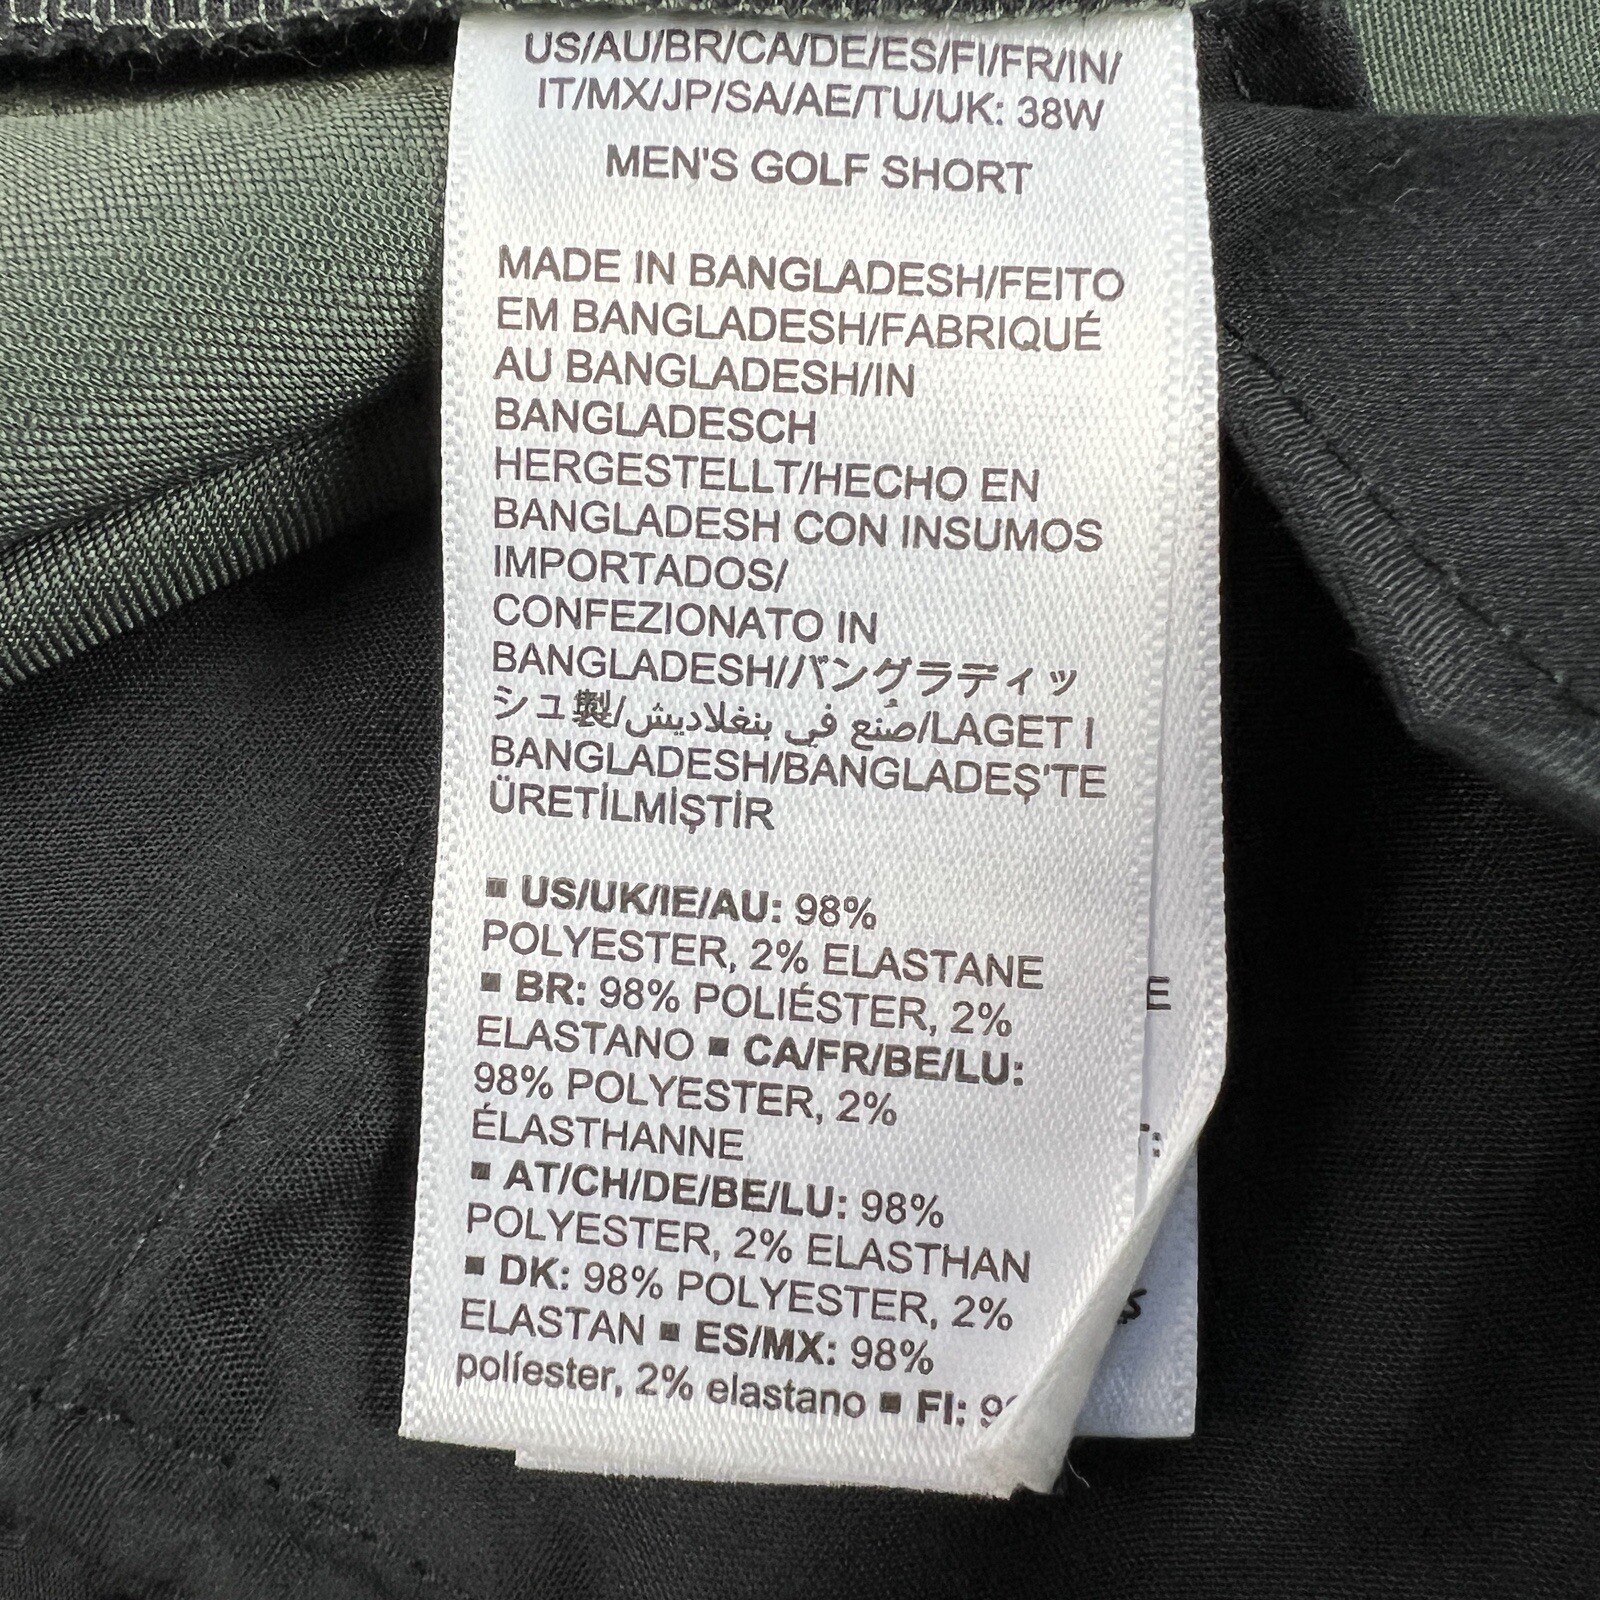 US/AU/BR/CA/DE/ES/FI/FR/IN/
IT/MX/JP/SA/AE/TU/UK: 38W
MEN'S GOLF SHORT
MADE IN BANGLADESH/FEITO
EM BANGLADESH/FABRIQUÉ
AU BANGLADESH/IN
BANGLADESCH
HERGESTELLT/HECHO EN
BANGLADESH CON INSUMOS
IMPORTADOS/
CONFEZIONATO IN
BANGLADESH//バングラディッ
シュ製/صُنع في بنغلاديش/LAGET I
BANGLADESH/BANGLADEŞ'TE
ÜRETİLMİŞTİR
▪ US/UK/IE/AU: 98%
POLYESTER, 2% ELASTANE
▪ BR: 98% POLIÉSTER, 2%
ELASTANO ▪ CA/FR/BE/LU:
98% POLYESTER, 2%
ÉLASTHANNE
▪ AT/CH/DE/BE/LU: 98%
POLYESTER, 2% ELASTHAN
▪ DK: 98% POLYESTER, 2%
ELASTAN ▪ ES/MX: 98%
políester, 2% elastano ▪ FI: